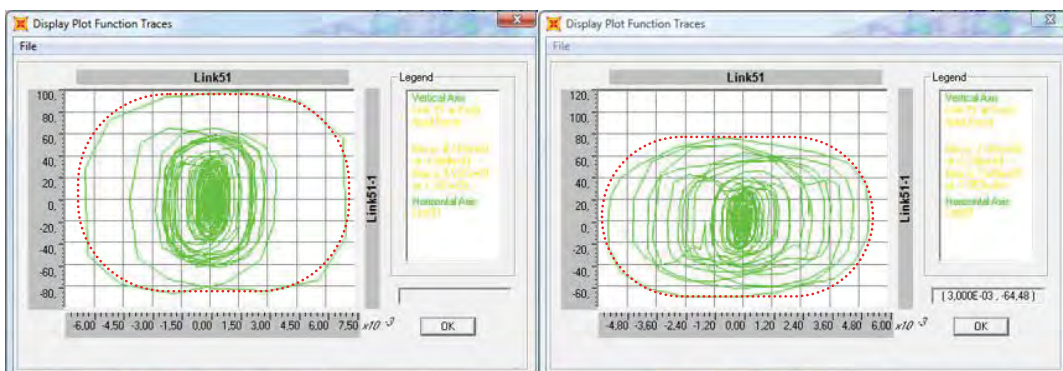 Display Plot Function Traces
File
Link51
Legend
100.
80.
60.
40.
20.
0.
-20.
-40.
-60.
-80.
Vertical Axis
Horizontal Axis
Link51
Link51-1
-6.00 -4.50 -3.00 -1.50 0.00 1.50 3.00 4.50 6.00 7.50 x10 -3
OK
Display Plot Function Traces
File
Link51
Legend
120.
100.
80.
60.
40.
20.
0.
-20.
-40.
-60.
Vertical Axis
Horizontal Axis
Link51
Link51-1
( 3,000E-03 , -64,48 )
-4.80 -3.60 -2.40 -1.20 0.00 1.20 2.40 3.60 4.80 6.00 x10 -3
OK